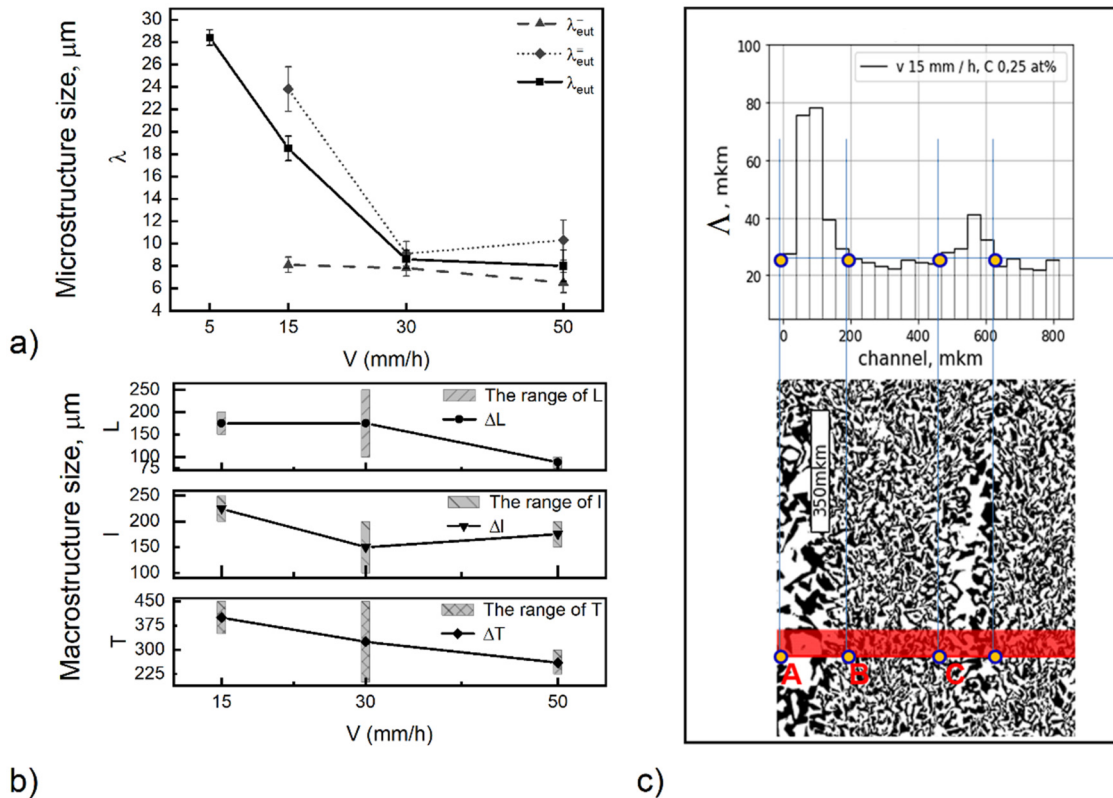 30
28
26
24
22
20
18
16
14
12
10
8
6
4
Microstructure size, μm
λ
λ⁻eut
λ⁼eut
λeut
5 15 30 50
V (mm/h)
a)
Macrostructure size, μm
250
200
150
100
75
L
The range of L
ΔL
250
200
150
100
I
The range of I
ΔI
450
375
300
225
T
The range of T
ΔT
15 30 50
V (mm/h)
b)
100
80
60
40
20
Λ, mkm
v 15 mm / h, C 0,25 at%
0 200 400 600 800
channel, mkm
350mkm
A B C
c)